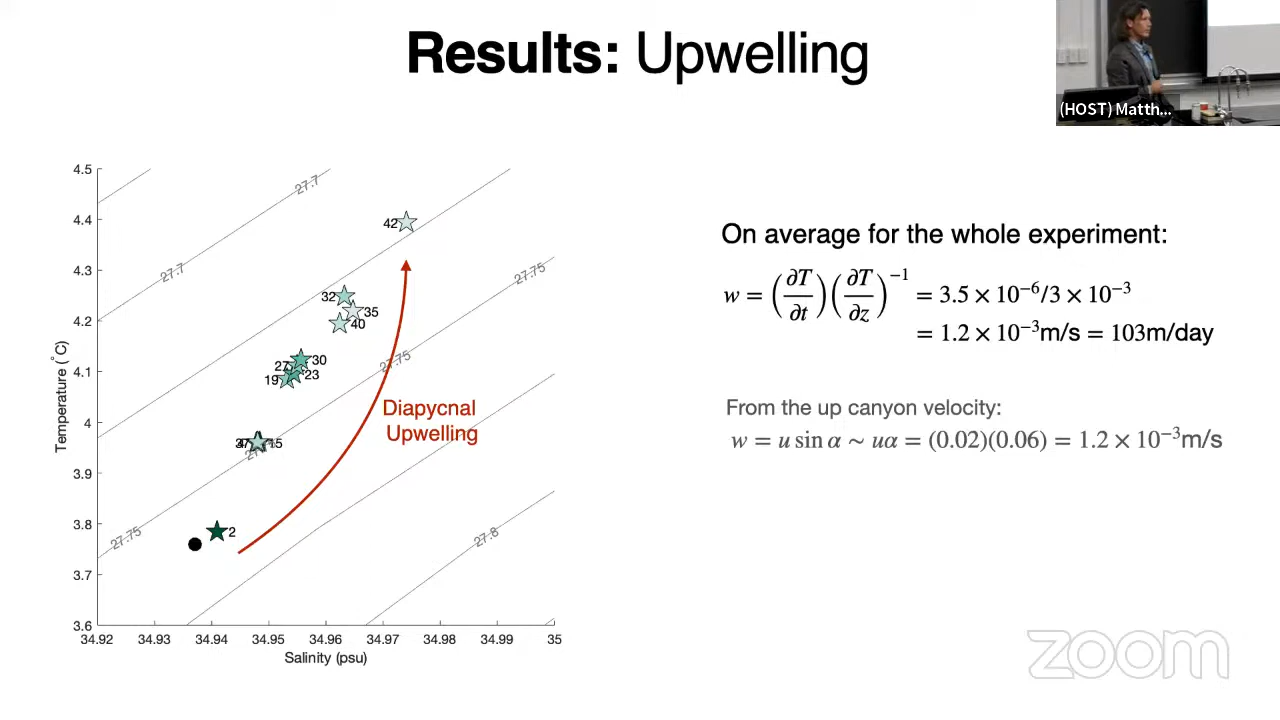 Results: Upwelling
(HOST) Matth...
On average for the whole experiment:
w = (∂T/∂t)(∂T/∂z)⁻¹ = 3.5 × 10⁻⁶/3 × 10⁻³
= 1.2 × 10⁻³m/s = 103m/day
From the up canyon velocity:
w = u sin α ~ uα = (0.02)(0.06) = 1.2 × 10⁻³m/s
Temperature (°C)
4.5
4.4
4.3
4.2
4.1
4
3.9
3.8
3.7
3.6
27.7
27.7
27.75
27.75
27.75
27.8
42
32
35
40
30
27
23
19
15
2
Diapycnal
Upwelling
34.92
34.93
34.94
34.95
34.96
34.97
34.98
34.99
35
Salinity (psu)
zoom